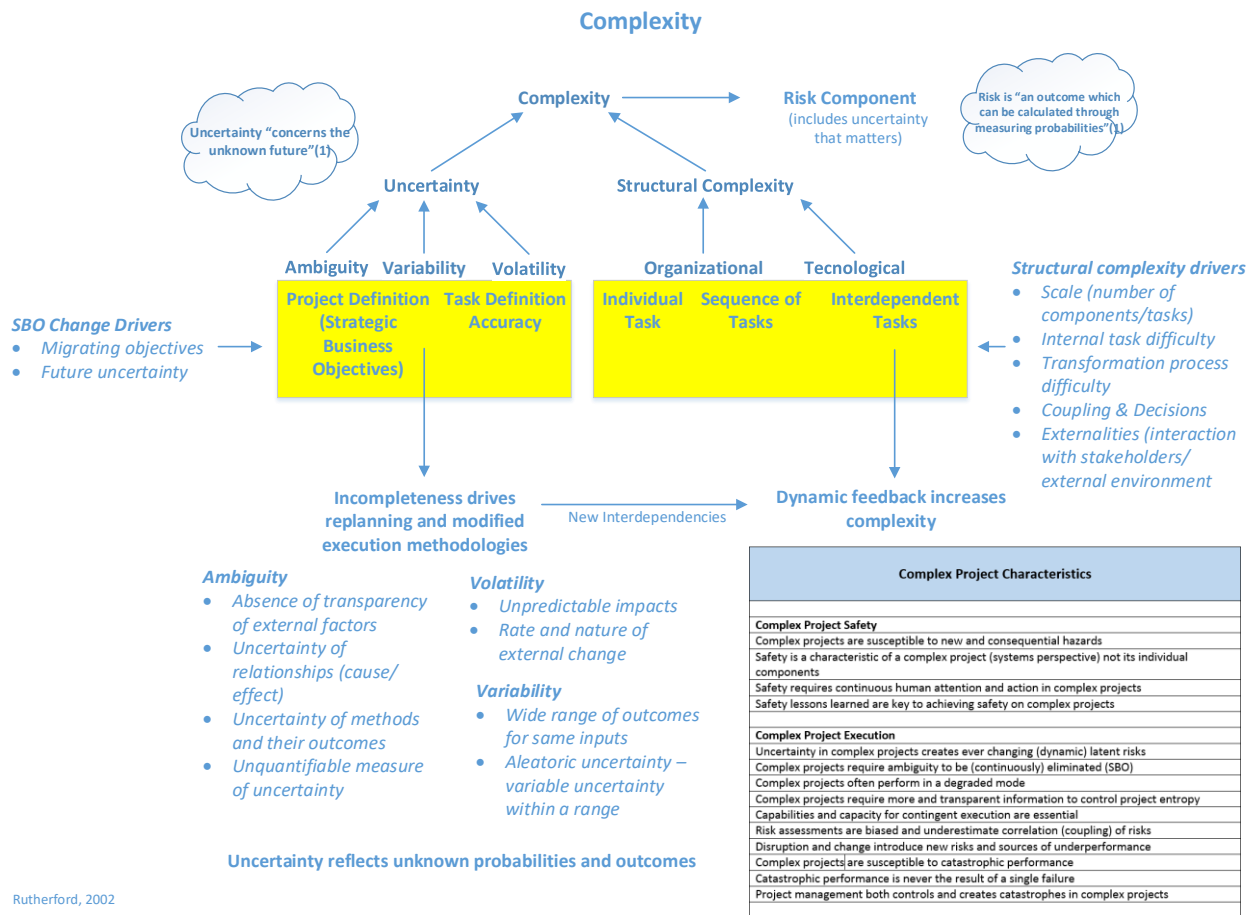 Complexity
Uncertainty “concerns the
unknown future”(1)
Complexity
Risk Component
(includes uncertainty
that matters)
Risk is “an outcome which
can be calculated through
measuring probabilities”(1)
Uncertainty
Structural Complexity
Ambiguity
Variability
Volatility
Organizational
Tecnological
Project Definition
(Strategic
Business
Objectives)
Task Definition
Accuracy
Individual
Task
Sequence of
Tasks
Interdependent
Tasks
SBO Change Drivers
• Migrating objectives
• Future uncertainty
Structural complexity drivers
• Scale (number of
components/tasks)
• Internal task difficulty
• Transformation process
difficulty
• Coupling & Decisions
• Externalities (interaction
with stakeholders/
external environment
Incompleteness drives
replanning and modified
execution methodologies
New Interdependencies
Dynamic feedback increases
complexity
Ambiguity
• Absence of transparency
of external factors
• Uncertainty of
relationships (cause/
effect)
• Uncertainty of methods
and their outcomes
• Unquantifiable measure
of uncertainty
Volatility
• Unpredictable impacts
• Rate and nature of
external change
Variability
• Wide range of outcomes
for same inputs
• Aleatoric uncertainty –
variable uncertainty
within a range
Uncertainty reflects unknown probabilities and outcomes
Complex Project Characteristics
Complex Project Safety
Complex projects are susceptible to new and consequential hazards
Safety is a characteristic of a complex project (systems perspective) not its individual
components
Safety requires continuous human attention and action in complex projects
Safety lessons learned are key to achieving safety on complex projects
Complex Project Execution
Uncertainty in complex projects creates ever changing (dynamic) latent risks
Complex projects require ambiguity to be (continuously) eliminated (SBO)
Complex projects often perform in a degraded mode
Complex projects require more and transparent information to control project entropy
Capabilities and capacity for contingent execution are essential
Risk assessments are biased and underestimate correlation (coupling) of risks
Disruption and change introduce new risks and sources of underperformance
Complex projects are susceptible to catastrophic performance
Catastrophic performance is never the result of a single failure
Project management both controls and creates catastrophes in complex projects
Rutherford, 2002